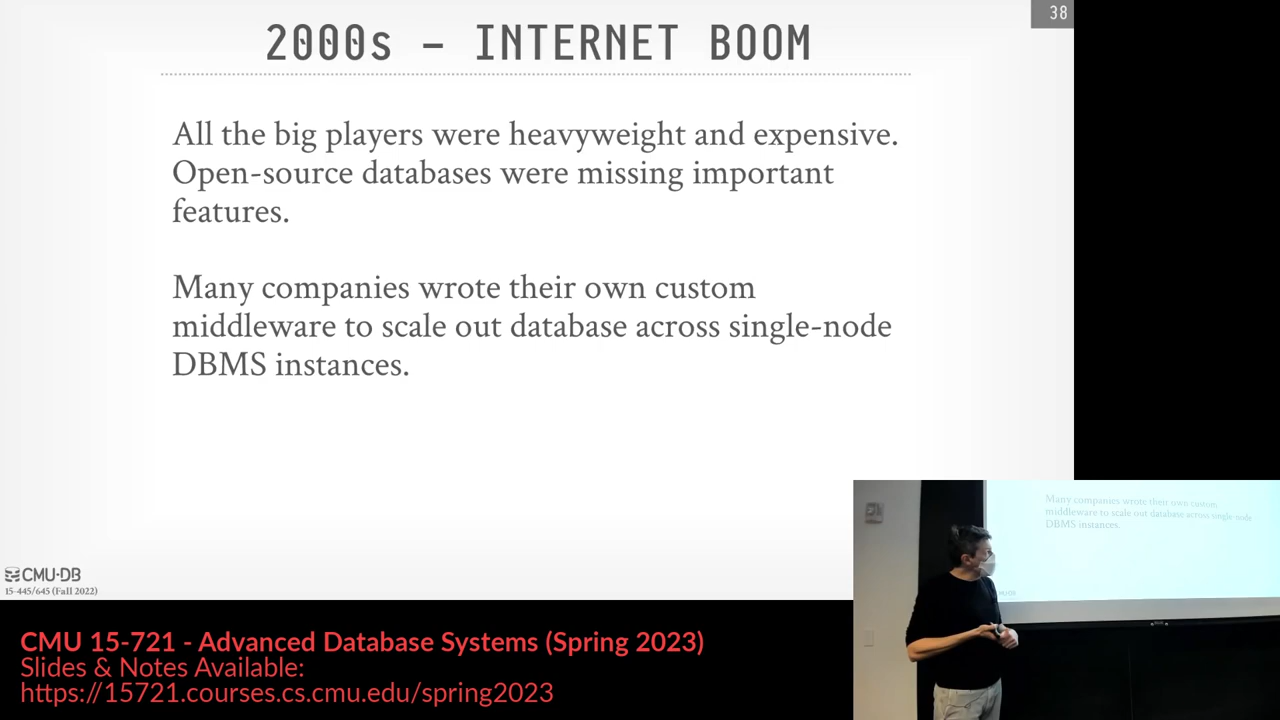 38
2000s – INTERNET BOOM
All the big players were heavyweight and expensive.
Open-source databases were missing important
features.
Many companies wrote their own custom
middleware to scale out database across single-node
DBMS instances.
CMU·DB
15-445/645 (Fall 2022)
Many companies wrote their own custom
middleware to scale out database across single-node
DBMS instances.
CMU 15-721 - Advanced Database Systems (Spring 2023)
Slides & Notes Available:
https://15721.courses.cs.cmu.edu/spring2023